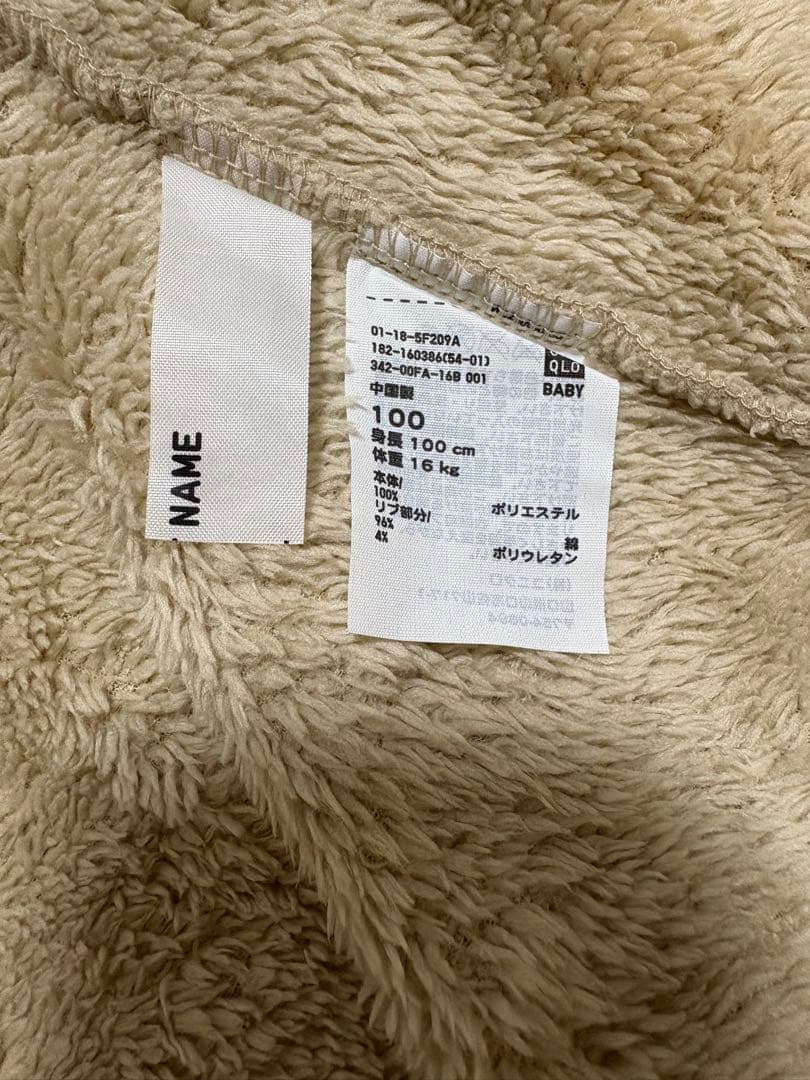 NAME
01-18-5F209A
182-160386(54-01)
342-00FA-16B 001
QLO
BABY
中国製
100
身長 100 cm
体重 16 kg
本体/
100% ポリエステル
リブ部分/
96% 綿
4% ポリウレタン